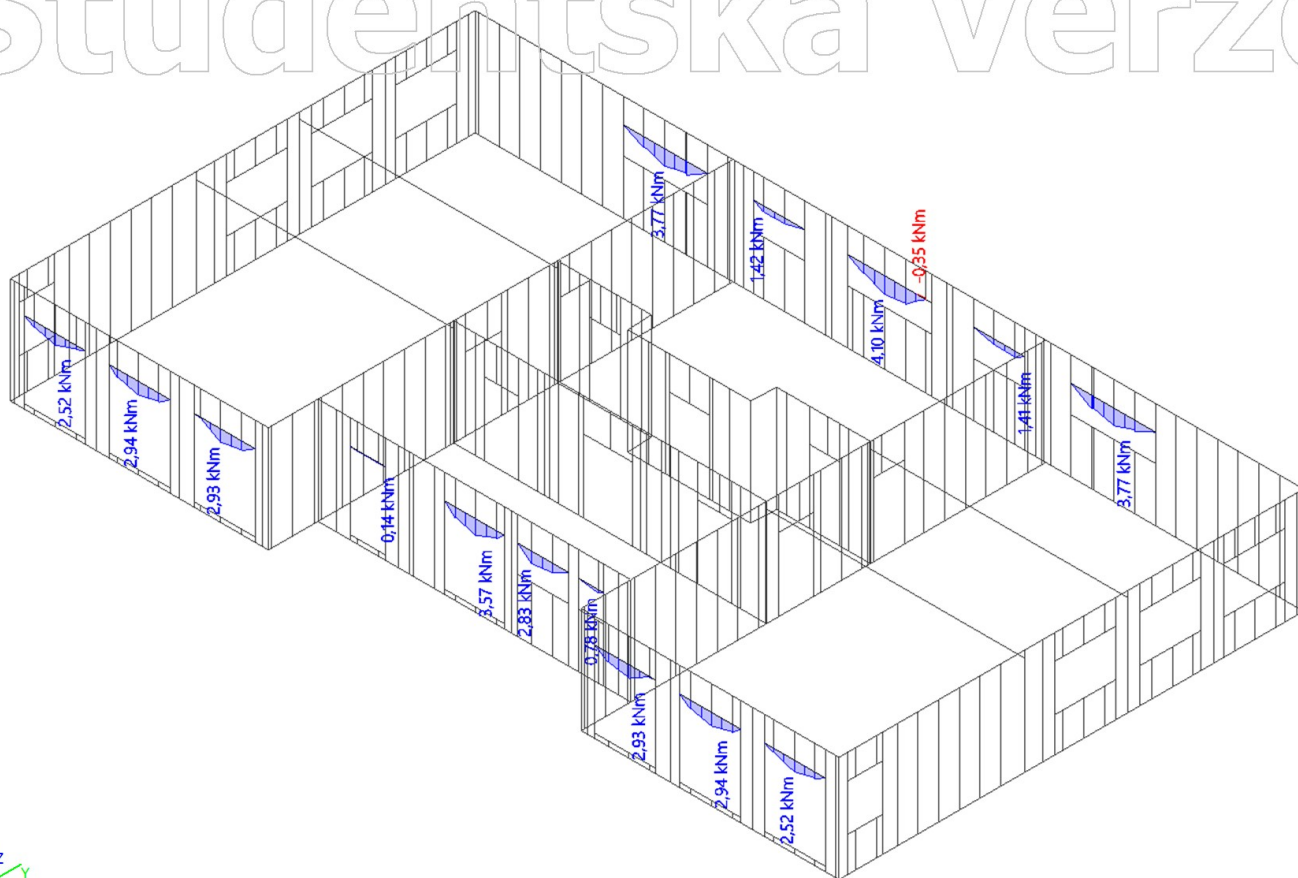 Studentská verze
3,77 kNm
1,42 kNm
-0,35 kNm
4,10 kNm
1,41 kNm
3,77 kNm
2,52 kNm
2,94 kNm
2,93 kNm
0,14 kNm
3,57 kNm
2,83 kNm
0,78 kNm
2,93 kNm
2,94 kNm
2,52 kNm
Z
Y